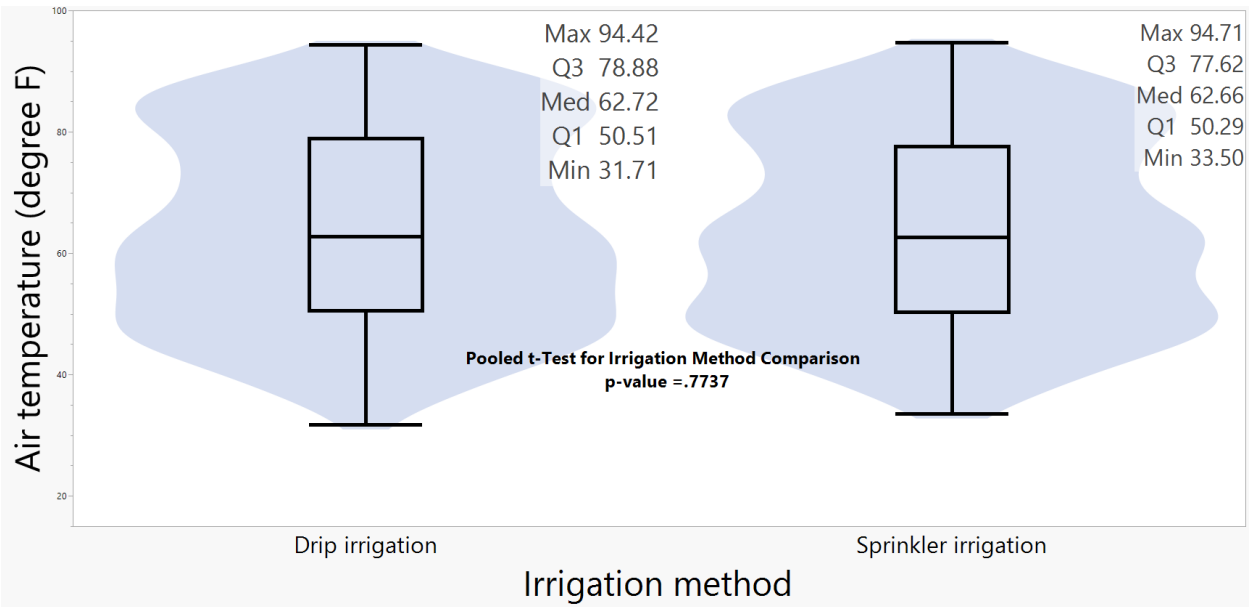 100
80
60
40
20
Air temperature (degree F)
Max 94.42
Q3 78.88
Med 62.72
Q1 50.51
Min 31.71
Max 94.71
Q3 77.62
Med 62.66
Q1 50.29
Min 33.50
Pooled t-Test for Irrigation Method Comparison
p-value =.7737
Drip irrigation
Sprinkler irrigation
Irrigation method